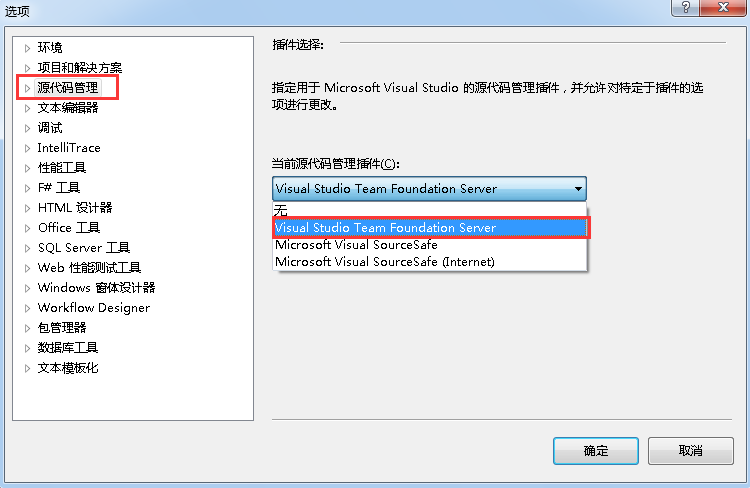 选项
环境
项目和解决方案
源代码管理
文本编辑器
调试
IntelliTrace
性能工具
F# 工具
HTML 设计器
Office 工具
SQL Server 工具
Web 性能测试工具
Windows 窗体设计器
Workflow Designer
包管理器
数据库工具
文本模板化
插件选择:
指定用于 Microsoft Visual Studio 的源代码管理插件，并允许对特定于插件的选
项进行更改。
当前源代码管理插件(C):
Visual Studio Team Foundation Server
无
Visual Studio Team Foundation Server
Microsoft Visual SourceSafe
Microsoft Visual SourceSafe (Internet)
确定
取消